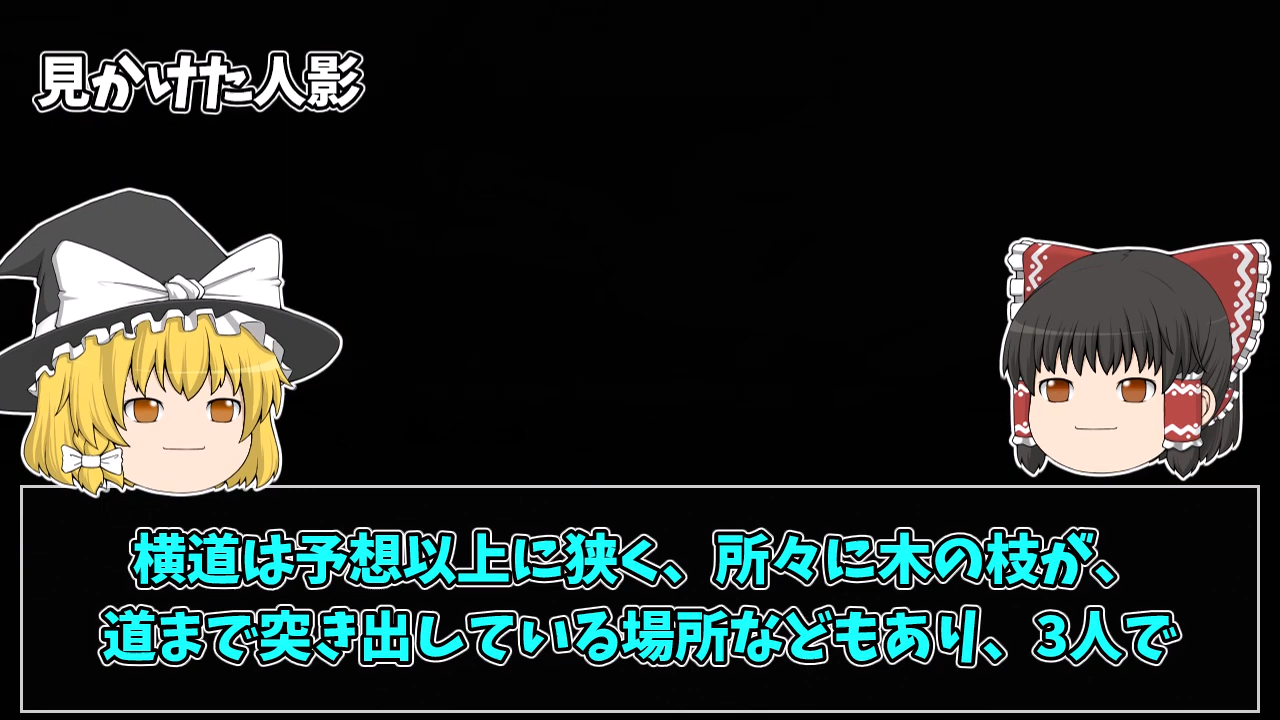 見かけた人影
横道は予想以上に狭く、所々に木の枝が、
道まで突き出している場所などもあり、3人で